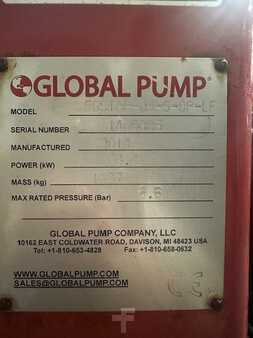 GLOBAL PUMP®
MODEL
SERIAL NUMBER
MANUFACTURED
POWER (kW)
MASS (kg)
MAX RATED PRESSURE (Bar)
GLOBAL PUMP COMPANY, LLC
10162 EAST COLDWATER ROAD, DAVISON, MI 48423 USA
Tel: +1-810-653-4828 Fax: +1-810-658-0632
WWW.GLOBALPUMP.COM
SALES@GLOBALPUMP.COM
CE